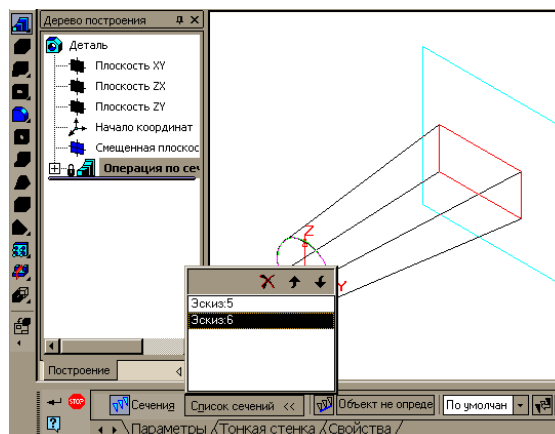 Дерево построения
Деталь
Плоскость XY
Плоскость ZX
Плоскость ZY
Начало координат
Смещенная плоскос
Операция по сеч
Z
Y
Эскиз:5
Эскиз:6
Построение
STOP
Сечения
Список сечений <<
Объект не опреде
По умолчан
Параметры
Тонкая стенка
Свойства